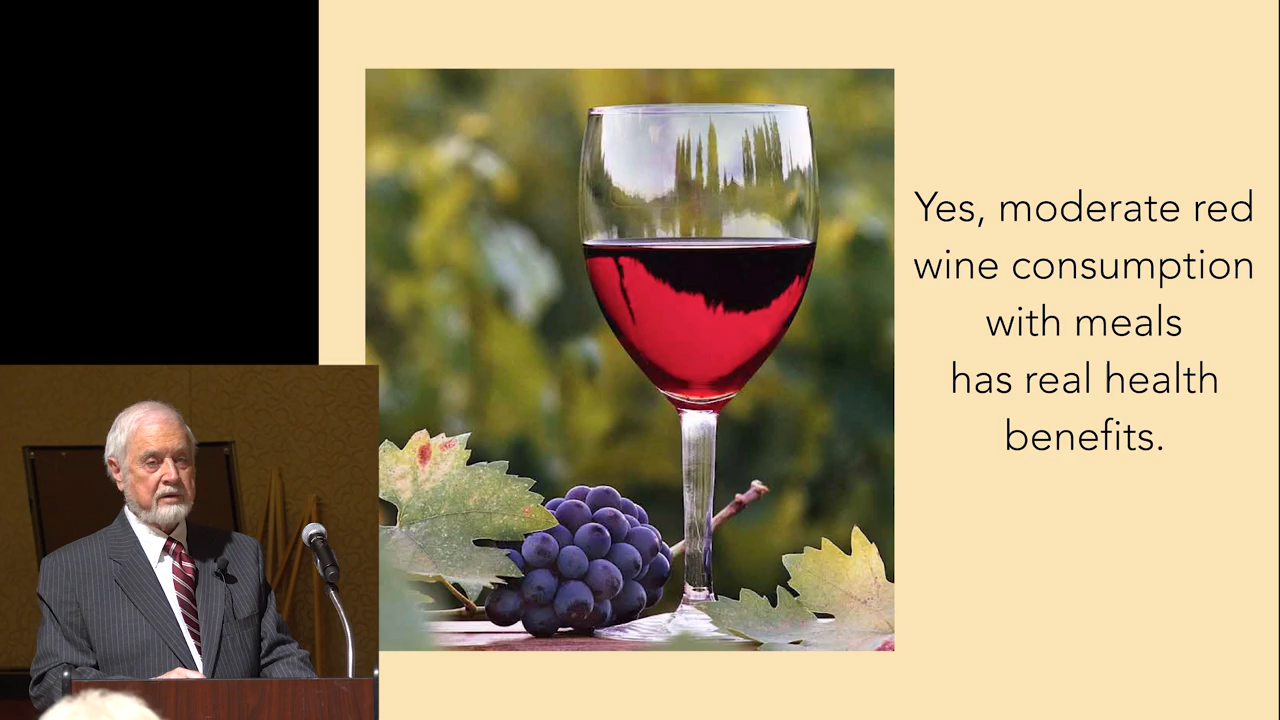 Yes, moderate red
wine consumption
with meals
has real health
benefits.